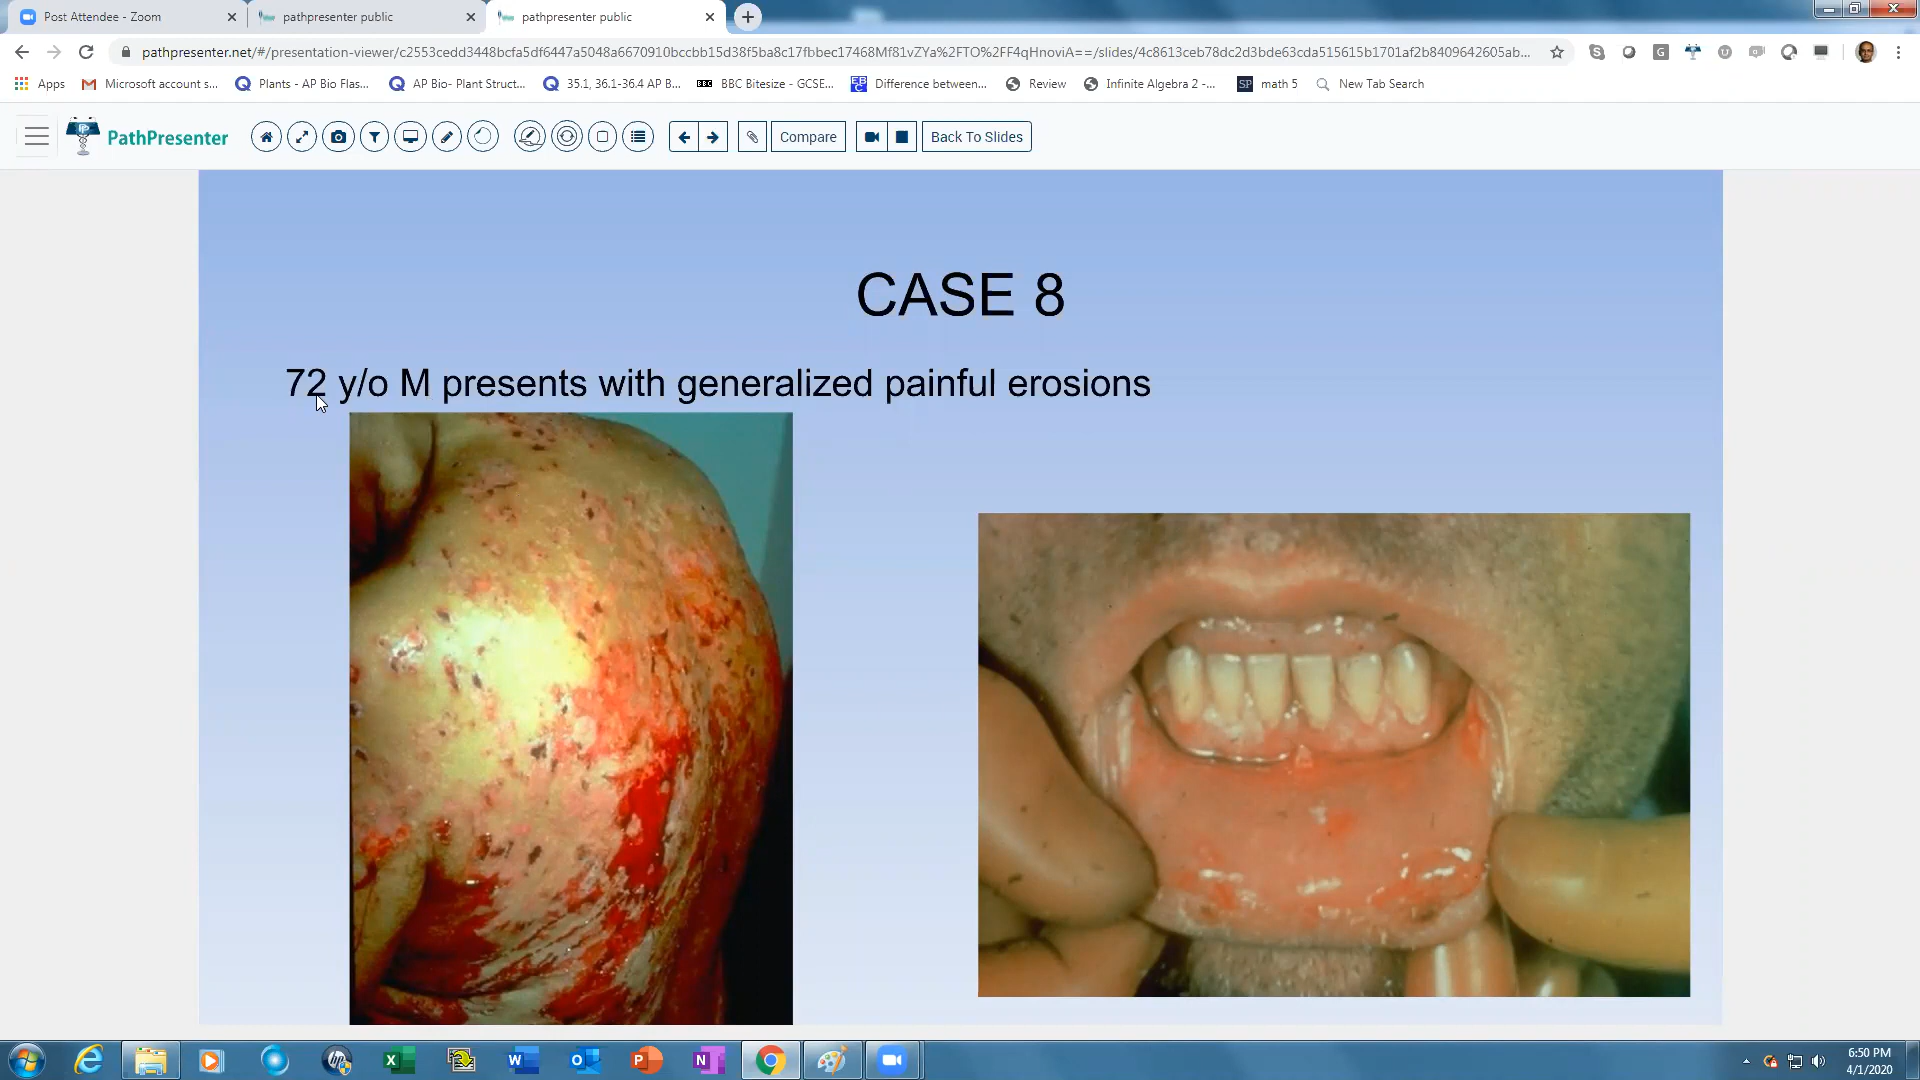 Post Attendee - Zoom
pathpresenter public
pathpresenter public
pathpresenter.net/#/presentation-viewer/c2553cedd3448bcfa5df6447a5048a6670910bccbb15d38f5ba8c17fbbec17468Mf81vZYa%2FTO%2FF4qHnoviA==/slides/4c8613ceb78dc2d3bde63cda515615b1701af2b8409642605ab...
Apps
Microsoft account s...
Plants - AP Bio Flas...
AP Bio- Plant Struct...
35.1, 36.1-36.4 AP B...
BBC BBC Bitesize - GCSE...
EBC Difference between...
Review
Infinite Algebra 2 -...
SP math 5
New Tab Search
PathPresenter
Compare
Back To Slides
CASE 8
72 y/o M presents with generalized painful erosions
6:50 PM
4/1/2020